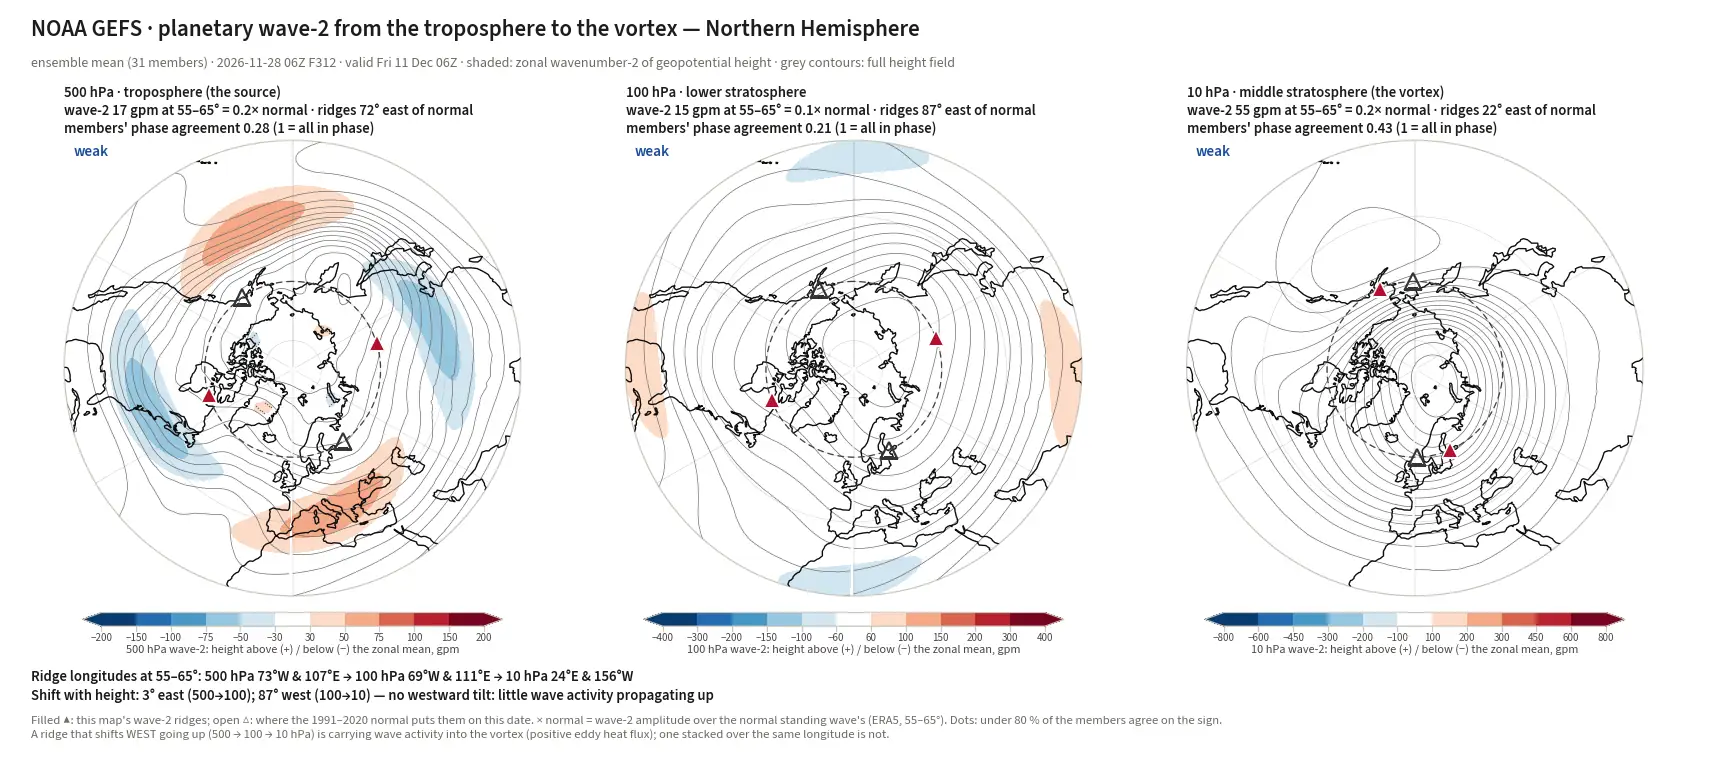 NOAA GEFS · planetary wave-2 from the troposphere to the vortex — Northern Hemisphere
ensemble mean (31 members) · 2026-11-28 06Z F312 · valid Fri 11 Dec 06Z · shaded: zonal wavenumber-2 of geopotential height · grey contours: full height field
500 hPa · troposphere (the source)
wave-2 17 gpm at 55–65° = 0.2× normal · ridges 72° east of normal
members' phase agreement 0.28 (1 = all in phase)
weak
100 hPa · lower stratosphere
wave-2 15 gpm at 55–65° = 0.1× normal · ridges 87° east of normal
members' phase agreement 0.21 (1 = all in phase)
weak
10 hPa · middle stratosphere (the vortex)
wave-2 55 gpm at 55–65° = 0.2× normal · ridges 22° east of normal
members' phase agreement 0.43 (1 = all in phase)
weak
−200 −150 −100 −75 −50 −30 30 50 75 100 150 200
500 hPa wave-2: height above (+) / below (−) the zonal mean, gpm
−400 −300 −200 −150 −100 −60 60 100 150 200 300 400
100 hPa wave-2: height above (+) / below (−) the zonal mean, gpm
−800 −600 −450 −300 −200 −100 100 200 300 450 600 800
10 hPa wave-2: height above (+) / below (−) the zonal mean, gpm
Ridge longitudes at 55–65°: 500 hPa 73°W & 107°E → 100 hPa 69°W & 111°E → 10 hPa 24°E & 156°W
Shift with height: 3° east (500→100); 87° west (100→10) — no westward tilt: little wave activity propagating up
Filled ▲: this map's wave-2 ridges; open △: where the 1991–2020 normal puts them on this date. × normal = wave-2 amplitude over the normal standing wave's (ERA5, 55–65°). Dots: under 80 % of the members agree on the sign.
A ridge that shifts WEST going up (500 → 100 → 10 hPa) is carrying wave activity into the vortex (positive eddy heat flux); one stacked over the same longitude is not.